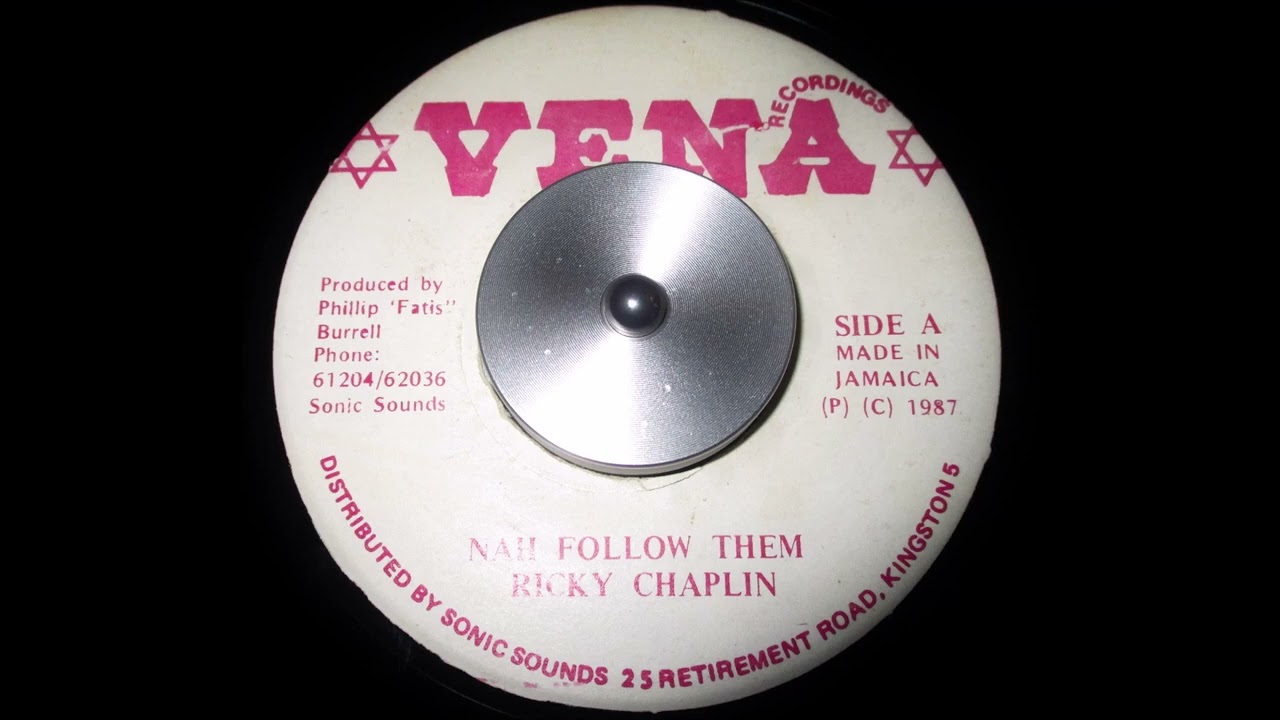 VENA
RECORDINGS
Produced by
Phillip 'Fatis"
Burrell
Phone:
61204/62036
Sonic Sounds
SIDE A
MADE IN
JAMAICA
(P) (C) 1987
NAH FOLLOW THEM
RICKY CHAPLIN
DISTRIBUTED BY SONIC SOUNDS 25 RETIREMENT ROAD, KINGSTON 5